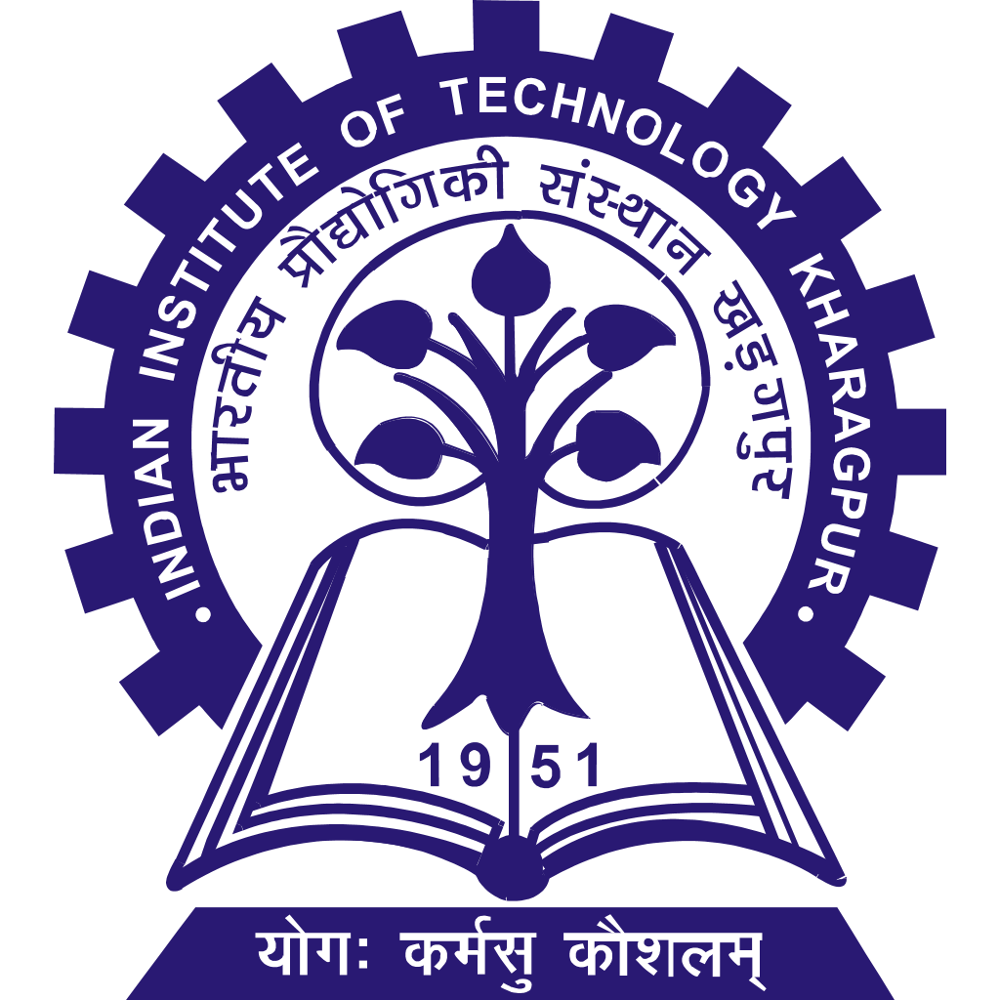 INDIAN INSTITUTE OF TECHNOLOGY KHARAGPUR
भारतीय प्रौद्योगिकी संस्थान खड़गपुर
1951
योगः कर्मसु कौशलम्